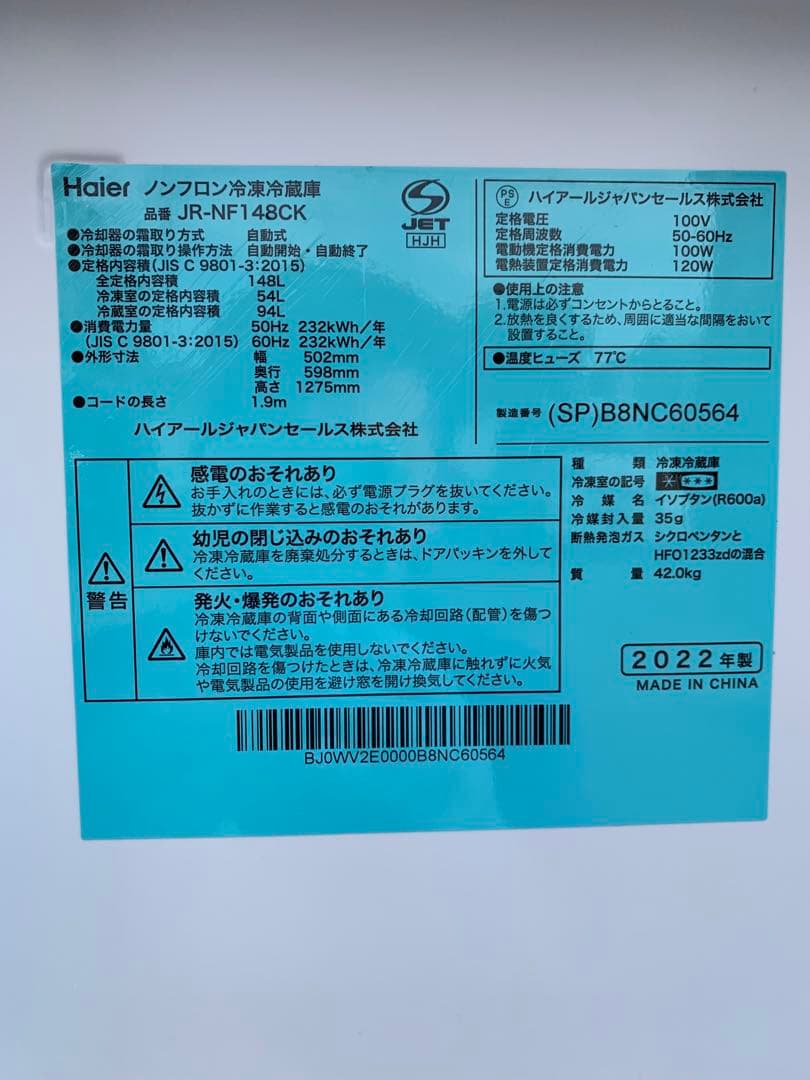 Haier ノンフロン冷凍冷蔵庫
品番 JR-NF148CK
●冷却器の霜取り方式 自動式
●冷却器の霜取り操作方法 自動開始・自動終了
●定格内容積(JIS C 9801-3:2015)
全定格内容積 148L
冷凍室の定格内容積 54L
冷蔵室の定格内容積 94L
●消費電力量 50Hz 232kWh/年
(JIS C 9801-3:2015) 60Hz 232kWh/年
●外形寸法 幅 502mm
奥行 598mm
高さ 1275mm
●コードの長さ 1.9m
ハイアールジャパンセールス株式会社
S
JET
HJH
PSE ハイアールジャパンセールス株式会社
定格電圧 100V
定格周波数 50-60Hz
電動機定格消費電力 100W
電熱装置定格消費電力 120W
●使用上の注意
1.電源は必ずコンセントからとること。
2.放熱を良くするため、周囲に適当な間隔をおいて
設置すること。
●温度ヒューズ 77℃
製造番号 (SP)B8NC60564
警告
感電のおそれあり
お手入れのときには、必ず電源プラグを抜いてください。
抜かずに作業すると感電のおそれがあります。
幼児の閉じ込みのおそれあり
冷凍冷蔵庫を廃棄処分するときは、ドアパッキンを外して
ください。
発火・爆発のおそれあり
冷凍冷蔵庫の背面や側面にある冷却回路(配管)を傷つ
けないでください。
庫内では電気製品を使用しないでください。
冷却回路を傷つけたときは、冷凍冷蔵庫に触れずに火気
や電気製品の使用を避け窓を開け換気してください。
種類 冷凍冷蔵庫
冷凍室の記号 * ***
冷媒名 イソブタン(R600a)
冷媒封入量 35g
断熱発泡ガス シクロペンタンと
HFO1233zdの混合
質量 42.0kg
2022年製
MADE IN CHINA
BJ0WV2E0000B8NC60564